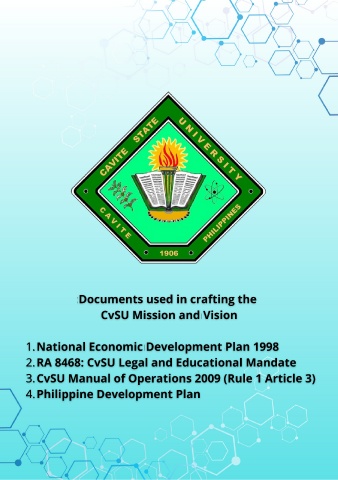 CAVITE STATE UNIVERSITY
CAVITE 1906 PHILIPPINES
Documents used in crafting the
CvSU Mission and Vision
1. National Economic Development Plan 1998
2. RA 8468: CvSU Legal and Educational Mandate
3. CvSU Manual of Operations 2009 (Rule 1 Article 3)
4. Philippine Development Plan